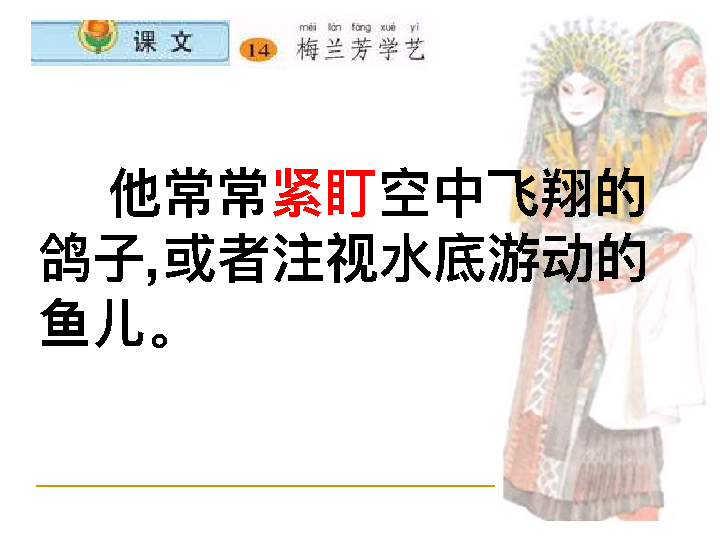 课 文
méi lán fāng xué yì
14 梅兰芳学艺
他常常紧盯空中飞翔的
鸽子,或者注视水底游动的
鱼儿。